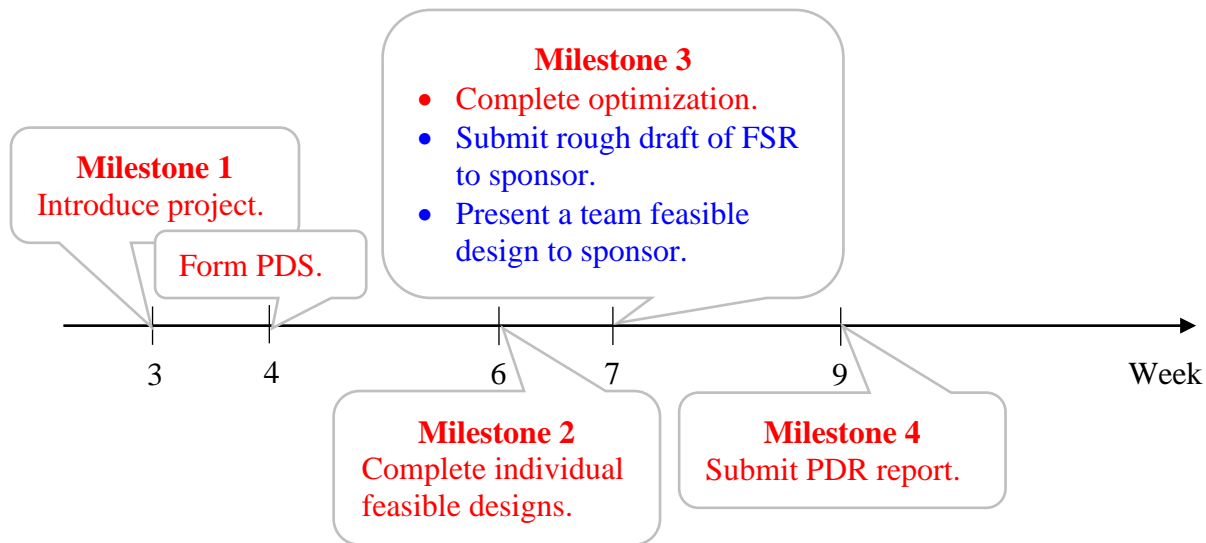 Milestone 3
• Complete optimization.
• Submit rough draft of FSR
to sponsor.
• Present a team feasible
design to sponsor.
Milestone 1
Introduce project.
Form PDS.
3
4
6
7
9
Week
Milestone 2
Complete individual
feasible designs.
Milestone 4
Submit PDR report.